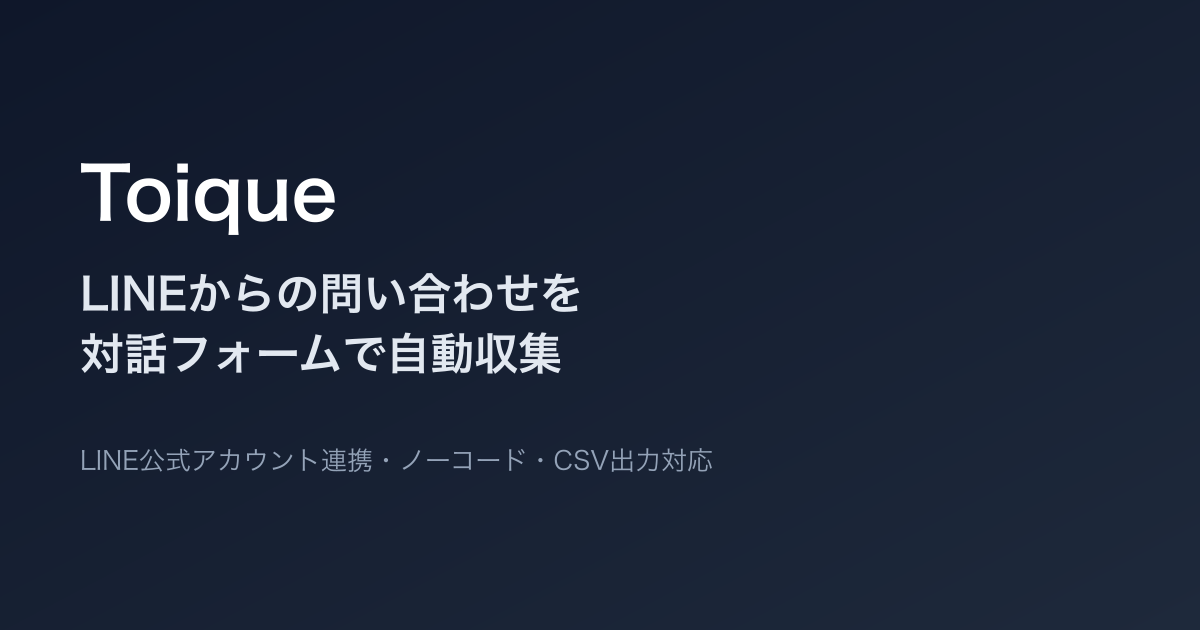 Toique
LINEからの問い合わせを
対話フォームで自動収集
LINE公式アカウント連携・ノーコード・CSV出力対応